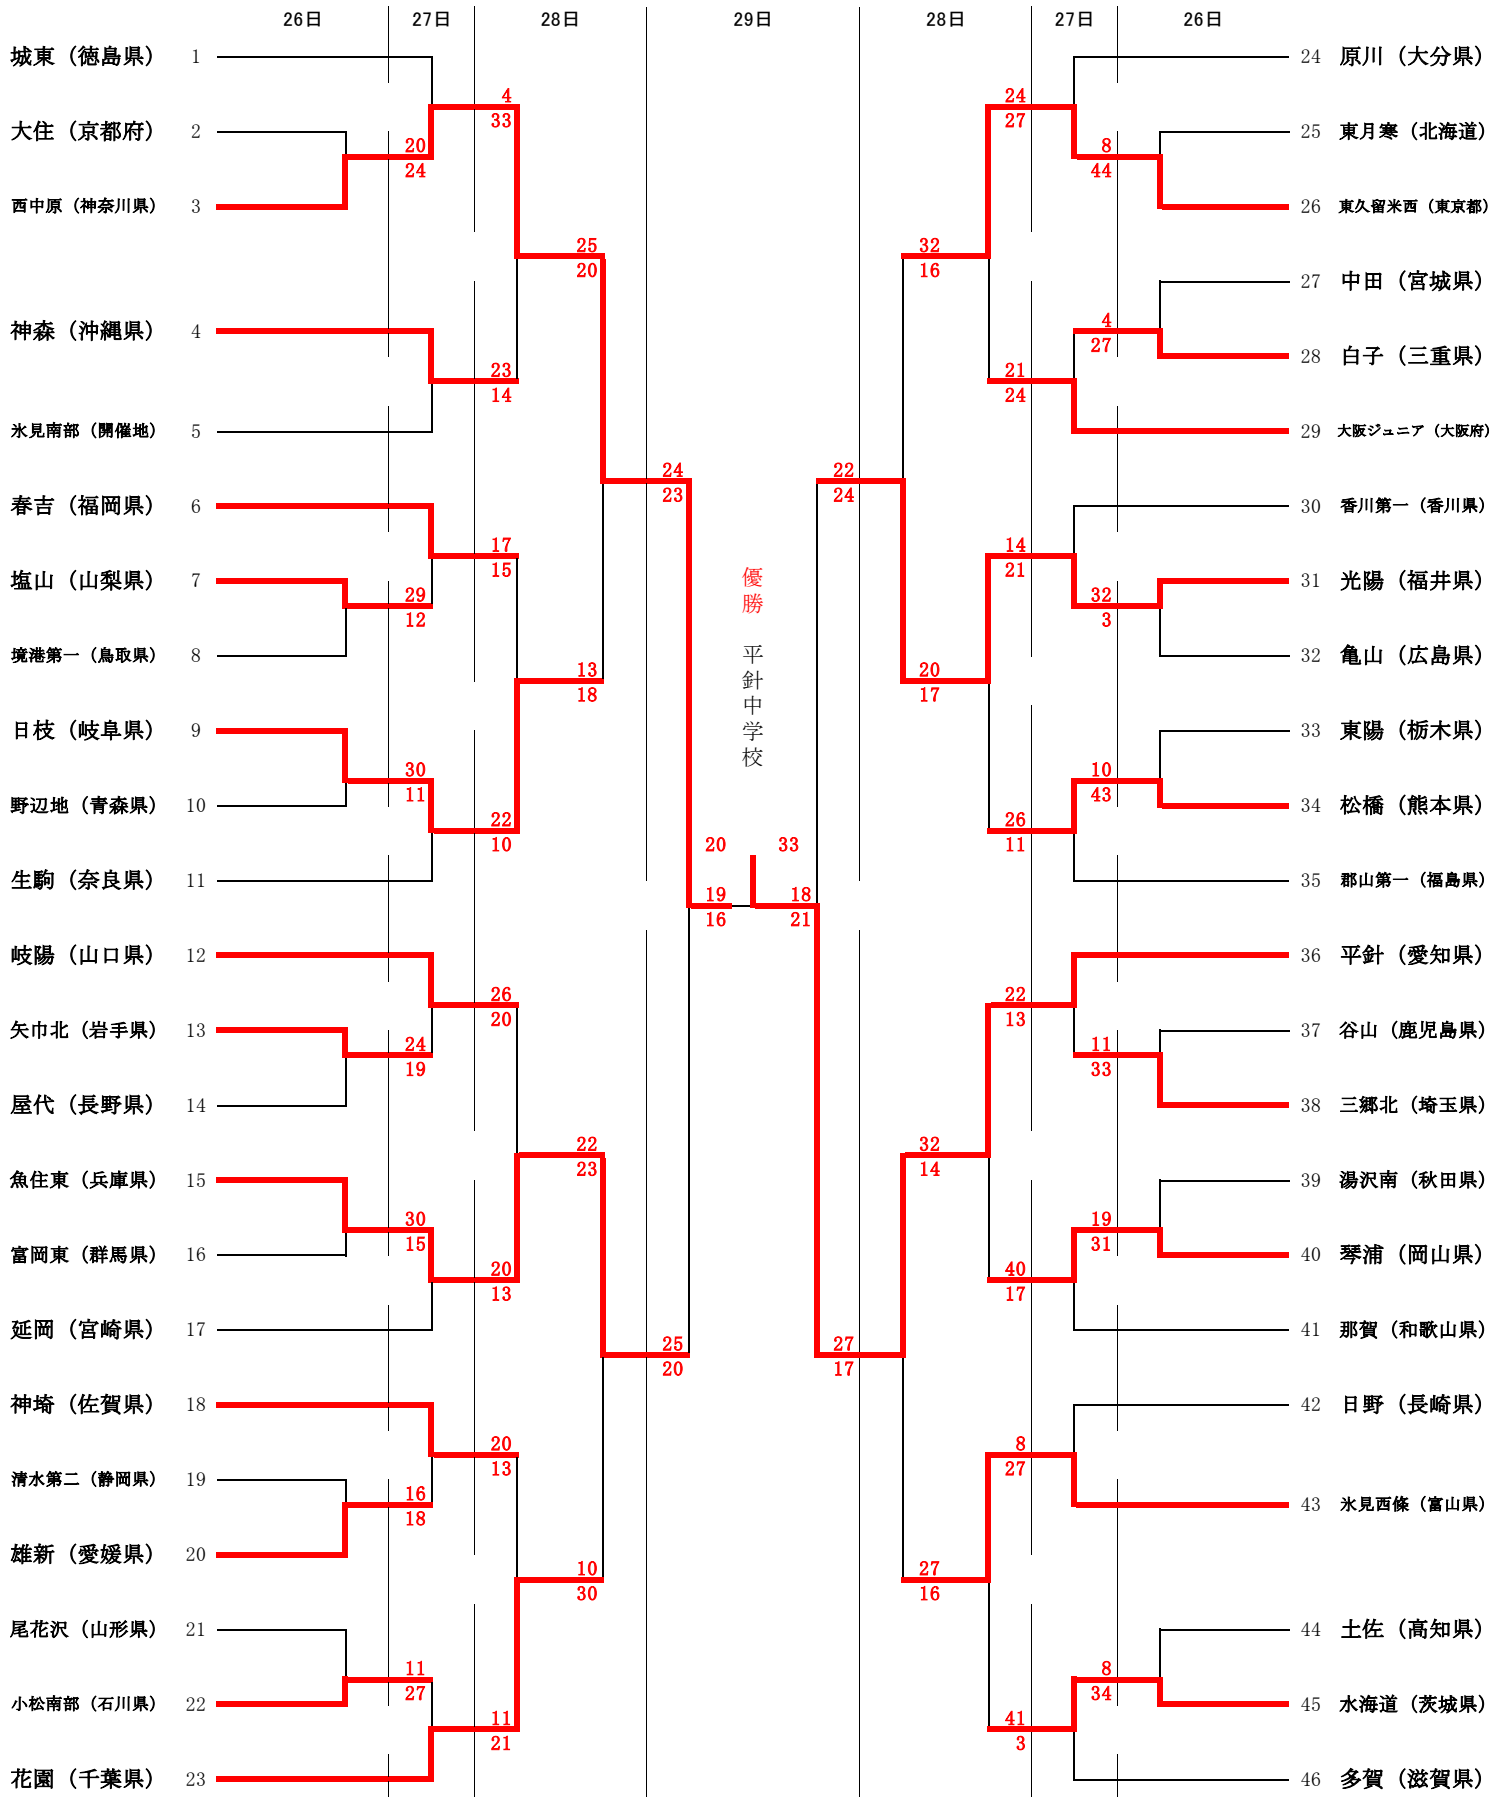 26日 27日 28日 29日 28日 27日 26日
城東（徳島県） 1
大住（京都府） 2
西中原（神奈川県） 3
神森（沖縄県） 4
氷見南部（開催地） 5
春吉（福岡県） 6
塩山（山梨県） 7
境港第一（鳥取県） 8
日枝（岐阜県） 9
野辺地（青森県） 10
生駒（奈良県） 11
岐陽（山口県） 12
矢巾北（岩手県） 13
屋代（長野県） 14
魚住東（兵庫県） 15
富岡東（群馬県） 16
延岡（宮崎県） 17
神埼（佐賀県） 18
清水第二（静岡県） 19
雄新（愛媛県） 20
尾花沢（山形県） 21
小松南部（石川県） 22
花園（千葉県） 23
20
24
29
12
30
11
24
19
30
15
16
18
11
27
4
33
23
14
17
15
22
10
26
20
20
13
20
13
11
21
25
20
13
18
22
23
10
30
24
23
25
20
19
16
優勝 平針中学校
20 33
18
21
22
24
27
17
32
16
20
17
32
14
27
16
24
27
21
24
14
21
26
11
22
13
40
17
8
27
41
3
8
44
4
27
32
3
10
43
11
33
19
31
8
34
24 原川（大分県）
25 東月寒（北海道）
26 東久留米西（東京都）
27 中田（宮城県）
28 白子（三重県）
29 大阪ジュニア（大阪府）
30 香川第一（香川県）
31 光陽（福井県）
32 亀山（広島県）
33 東陽（栃木県）
34 松橋（熊本県）
35 郡山第一（福島県）
36 平針（愛知県）
37 谷山（鹿児島県）
38 三郷北（埼玉県）
39 湯沢南（秋田県）
40 琴浦（岡山県）
41 那賀（和歌山県）
42 日野（長崎県）
43 氷見西條（富山県）
44 土佐（高知県）
45 水海道（茨城県）
46 多賀（滋賀県）